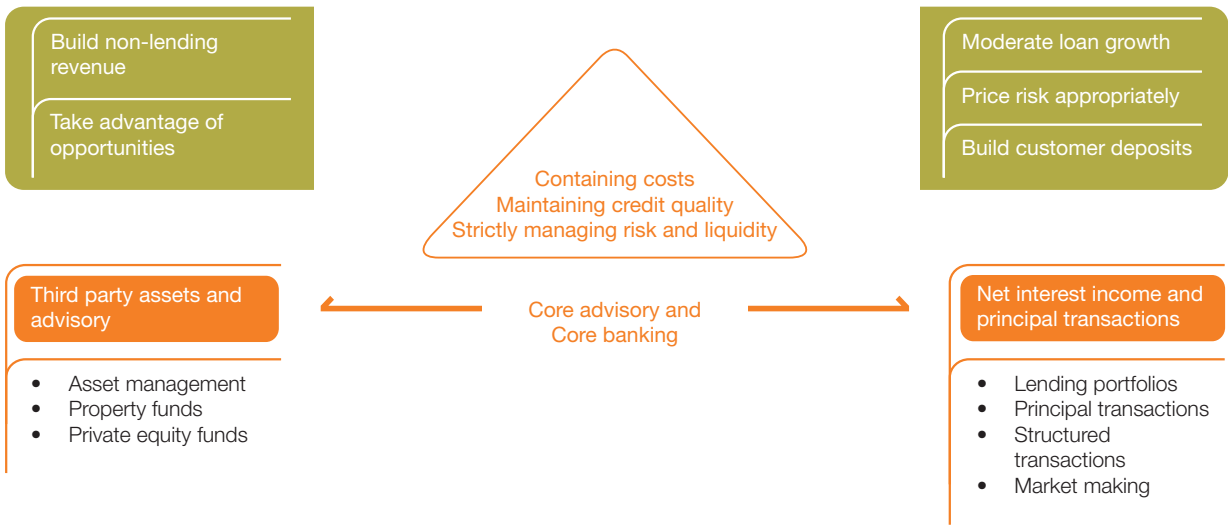 Build non-lending
revenue
Take advantage of
opportunities
Containing costs
Maintaining credit quality
Strictly managing risk and liquidity
Moderate loan growth
Price risk appropriately
Build customer deposits
Third party assets and
advisory
• Asset management
• Property funds
• Private equity funds
Core advisory and
Core banking
Net interest income and
principal transactions
• Lending portfolios
• Principal transactions
• Structured
transactions
• Market making